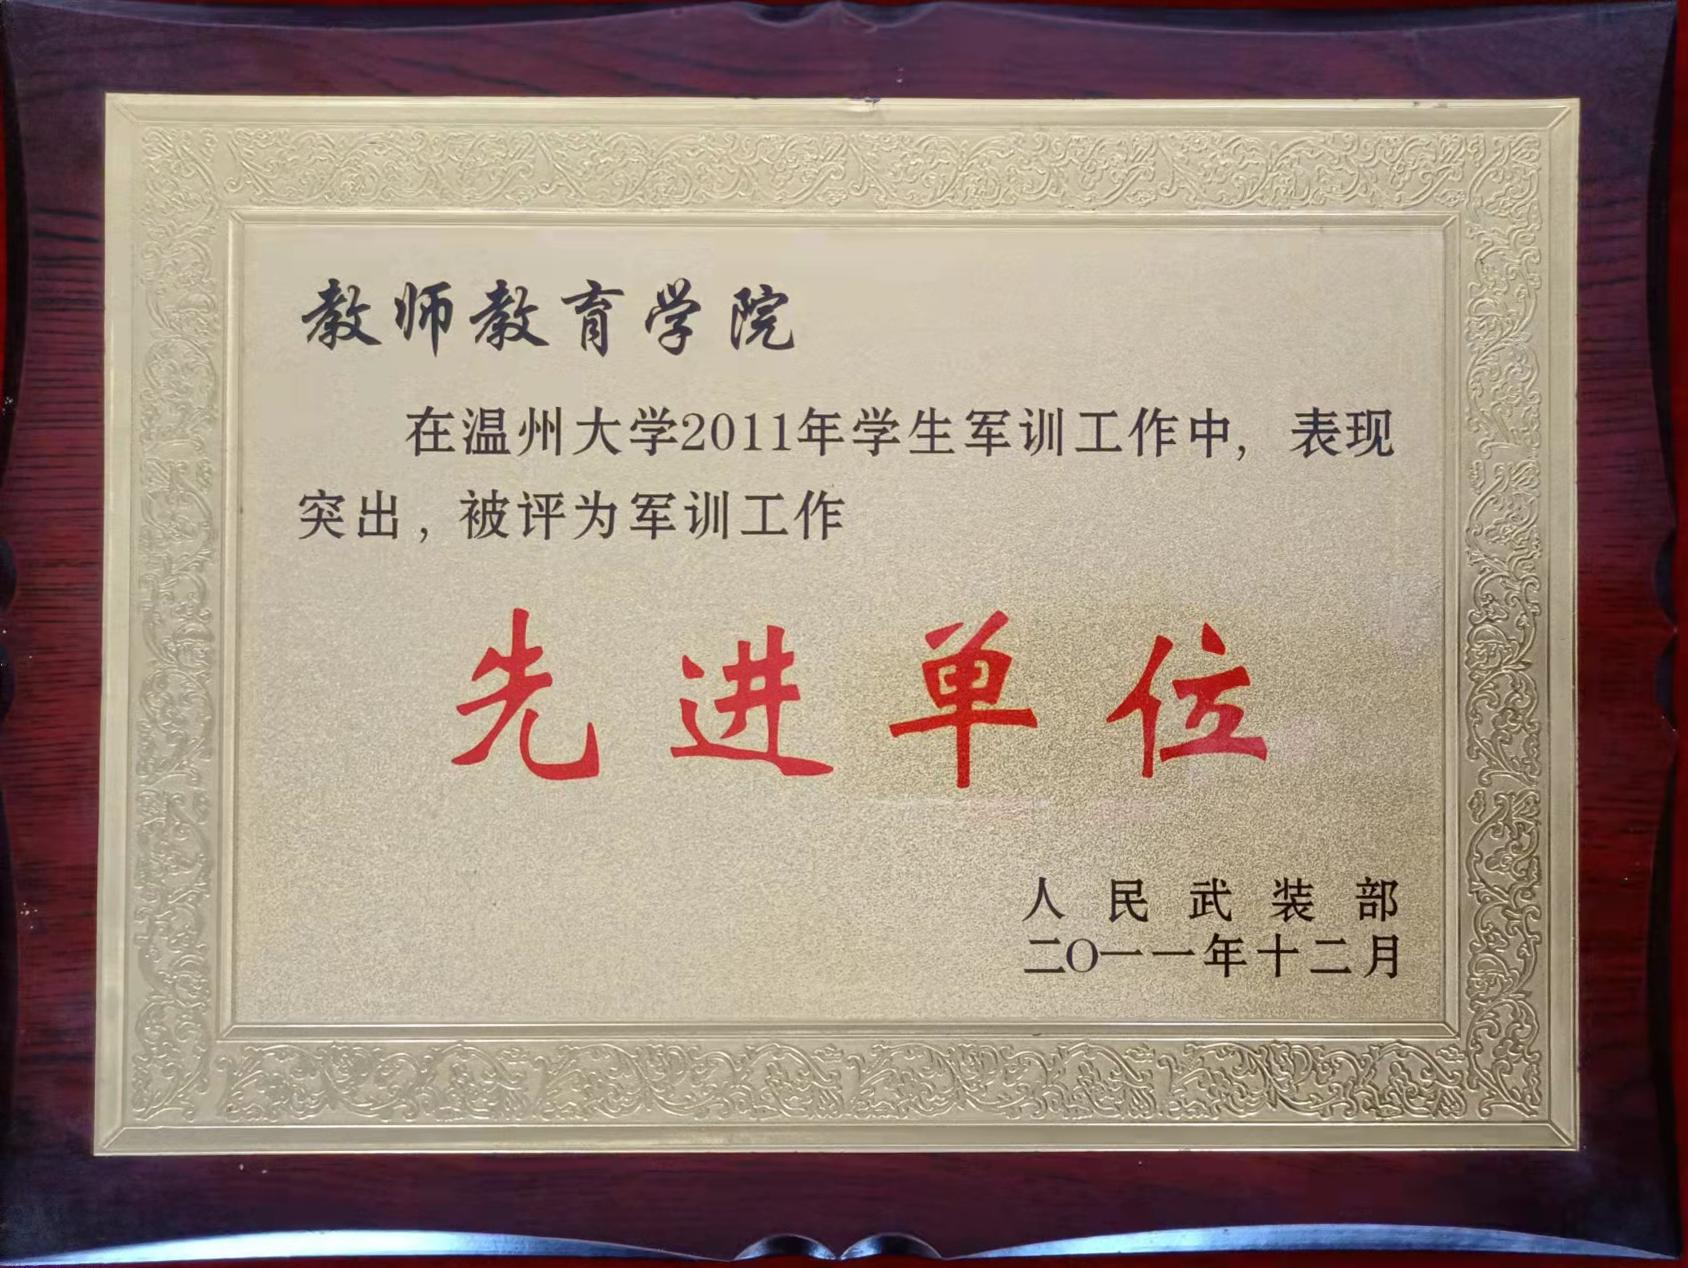 教师教育学院
在温州大学2011年学生军训工作中，表现
突出，被评为军训工作
先进单位
人民武装部
二〇一一年十二月